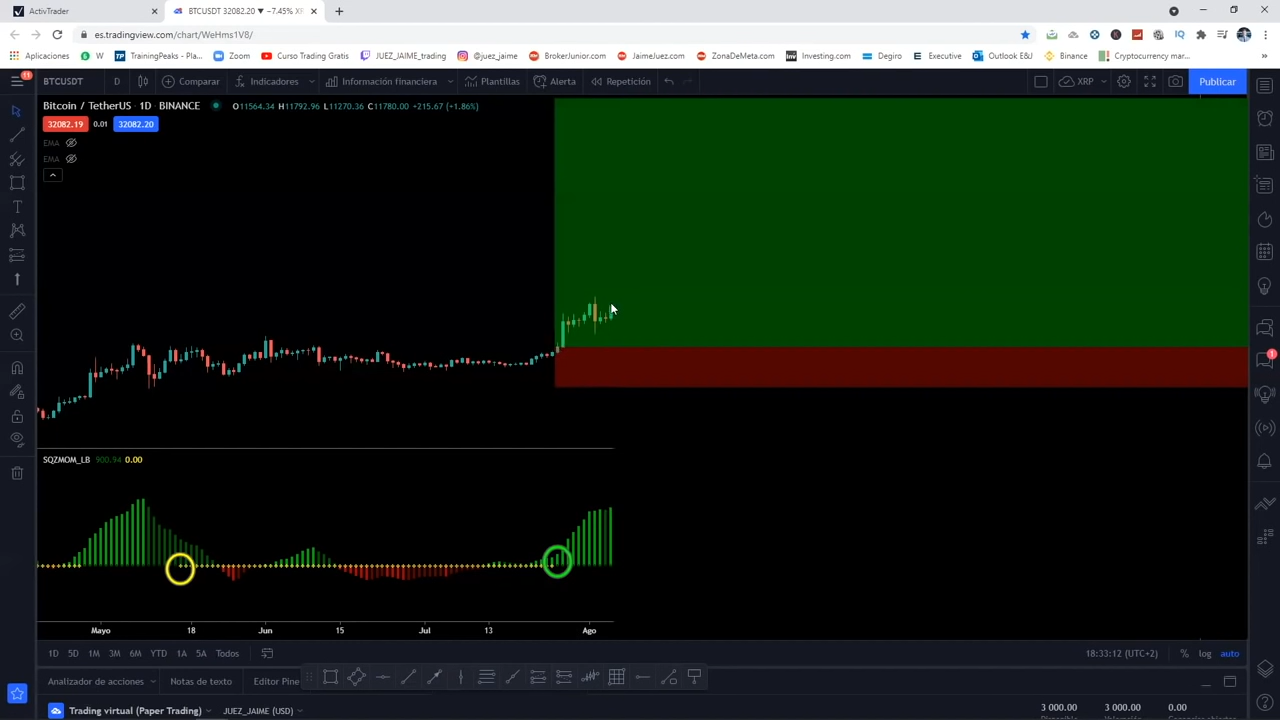 ActivTrader
BTCUSDT 32082.20 ▼ −7.45% XR
es.tradingview.com/chart/WeHms1V8/
Aplicaciones W TrainingPeaks - Pla... Zoom Curso Trading Gratis JUEZ_JAIME_trading @juez_jaime BrokerJunior.com JaimeJuez.com ZonaDeMeta.com Investing.com Degiro Executive Outlook E&J Binance Cryptocurrency mar... »
11
BTCUSDT D Comparar Indicadores Información financiera Plantillas Alerta Repetición XRP Publicar
Bitcoin / TetherUS · 1D · BINANCE O11564.34 H11792.96 L11270.36 C11780.00 +215.67 (+1.86%)
32082.19 0.01 32082.20
EMA
EMA
1
SQZMOM_LB 900.94 0.00
Mayo 18 Jun 15 Jul 13 Ago
1D 5D 1M 3M 6M YTD 1A 5A Todos 18:33:12 (UTC+2) % log auto
Analizador de acciones Notas de texto Editor Pine
Trading virtual (Paper Trading) JUEZ_JAIME (USD) 3 000.00 3 000.00 0.00